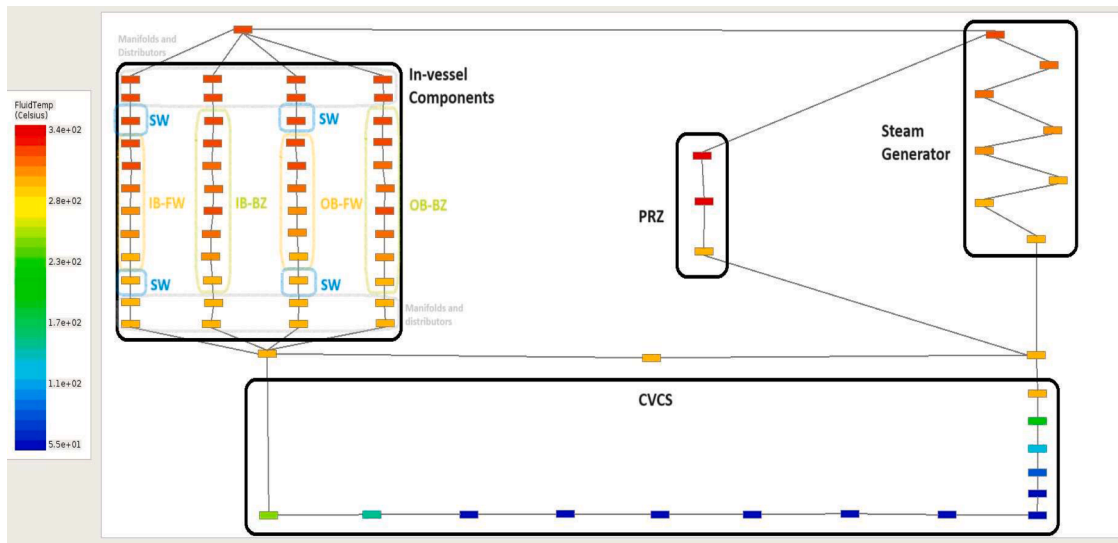 Manifolds and
Distributors
In-vessel
Components
SW
SW
IB-FW
IB-BZ
OB-FW
OB-BZ
SW
SW
Manifolds and
distributors
PRZ
Steam
Generator
CVCS
FluidTemp
(Celsius)
3.4e+02
2.8e+02
2.3e+02
1.7e+02
1.1e+02
5.5e+01